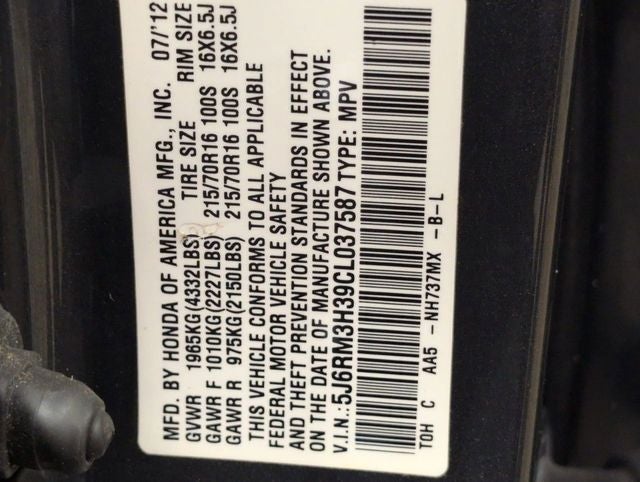 MFD. BY HONDA OF AMERICA MFG., INC. 07/'12
GVWR 1965KG(4332LBS) TIRE SIZE RIM SIZE
GAWR F 1010KG(2227LBS) 215/70R16 100S 16X6.5J
GAWR R 975KG(2150LBS) 215/70R16 100S 16X6.5J
THIS VEHICLE CONFORMS TO ALL APPLICABLE
FEDERAL MOTOR VEHICLE SAFETY
AND THEFT PREVENTION STANDARDS IN EFFECT
ON THE DATE OF MANUFACTURE SHOWN ABOVE.
V.I.N.:5J6RM3H39CL037587 TYPE: MPV
TOH C AA5 -NH737MX -B-L